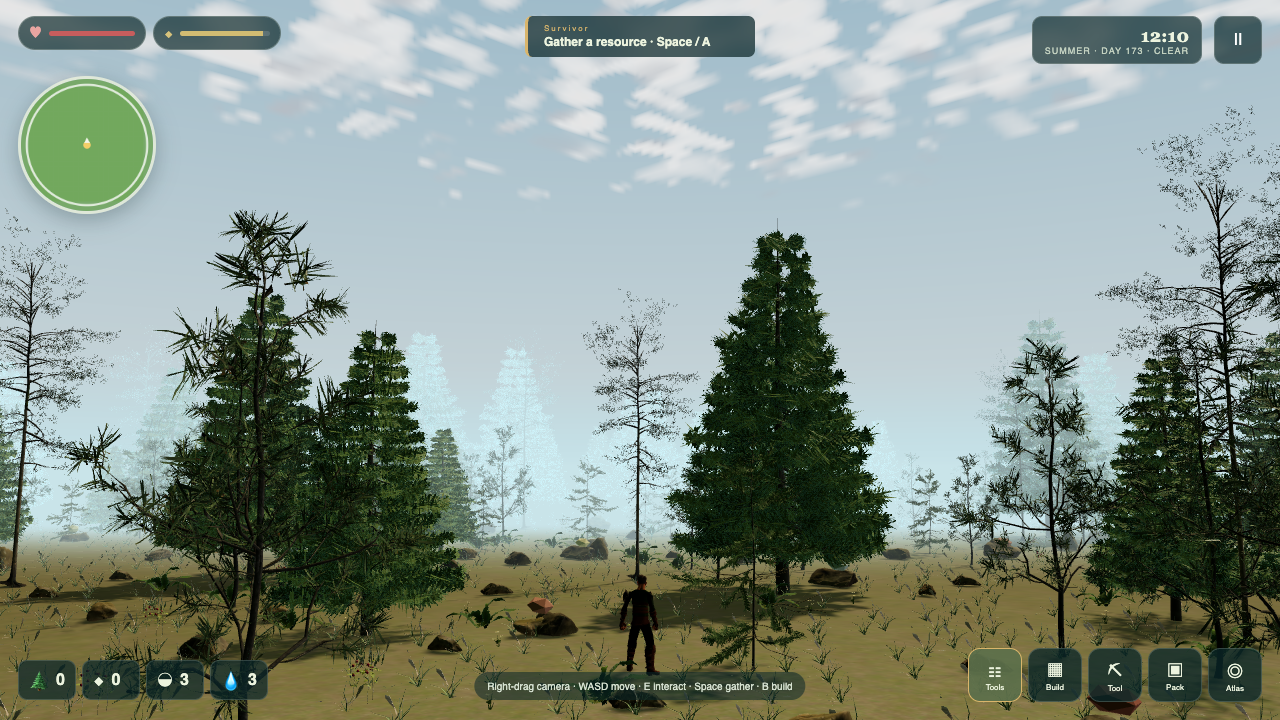 Survivor
Gather a resource · Space / A
12:10
SUMMER · DAY 173 · CLEAR
0
0
3
3
Right-drag camera · WASD move · E interact · Space gather · B build
Tools
Build
Tool
Pack
Atlas